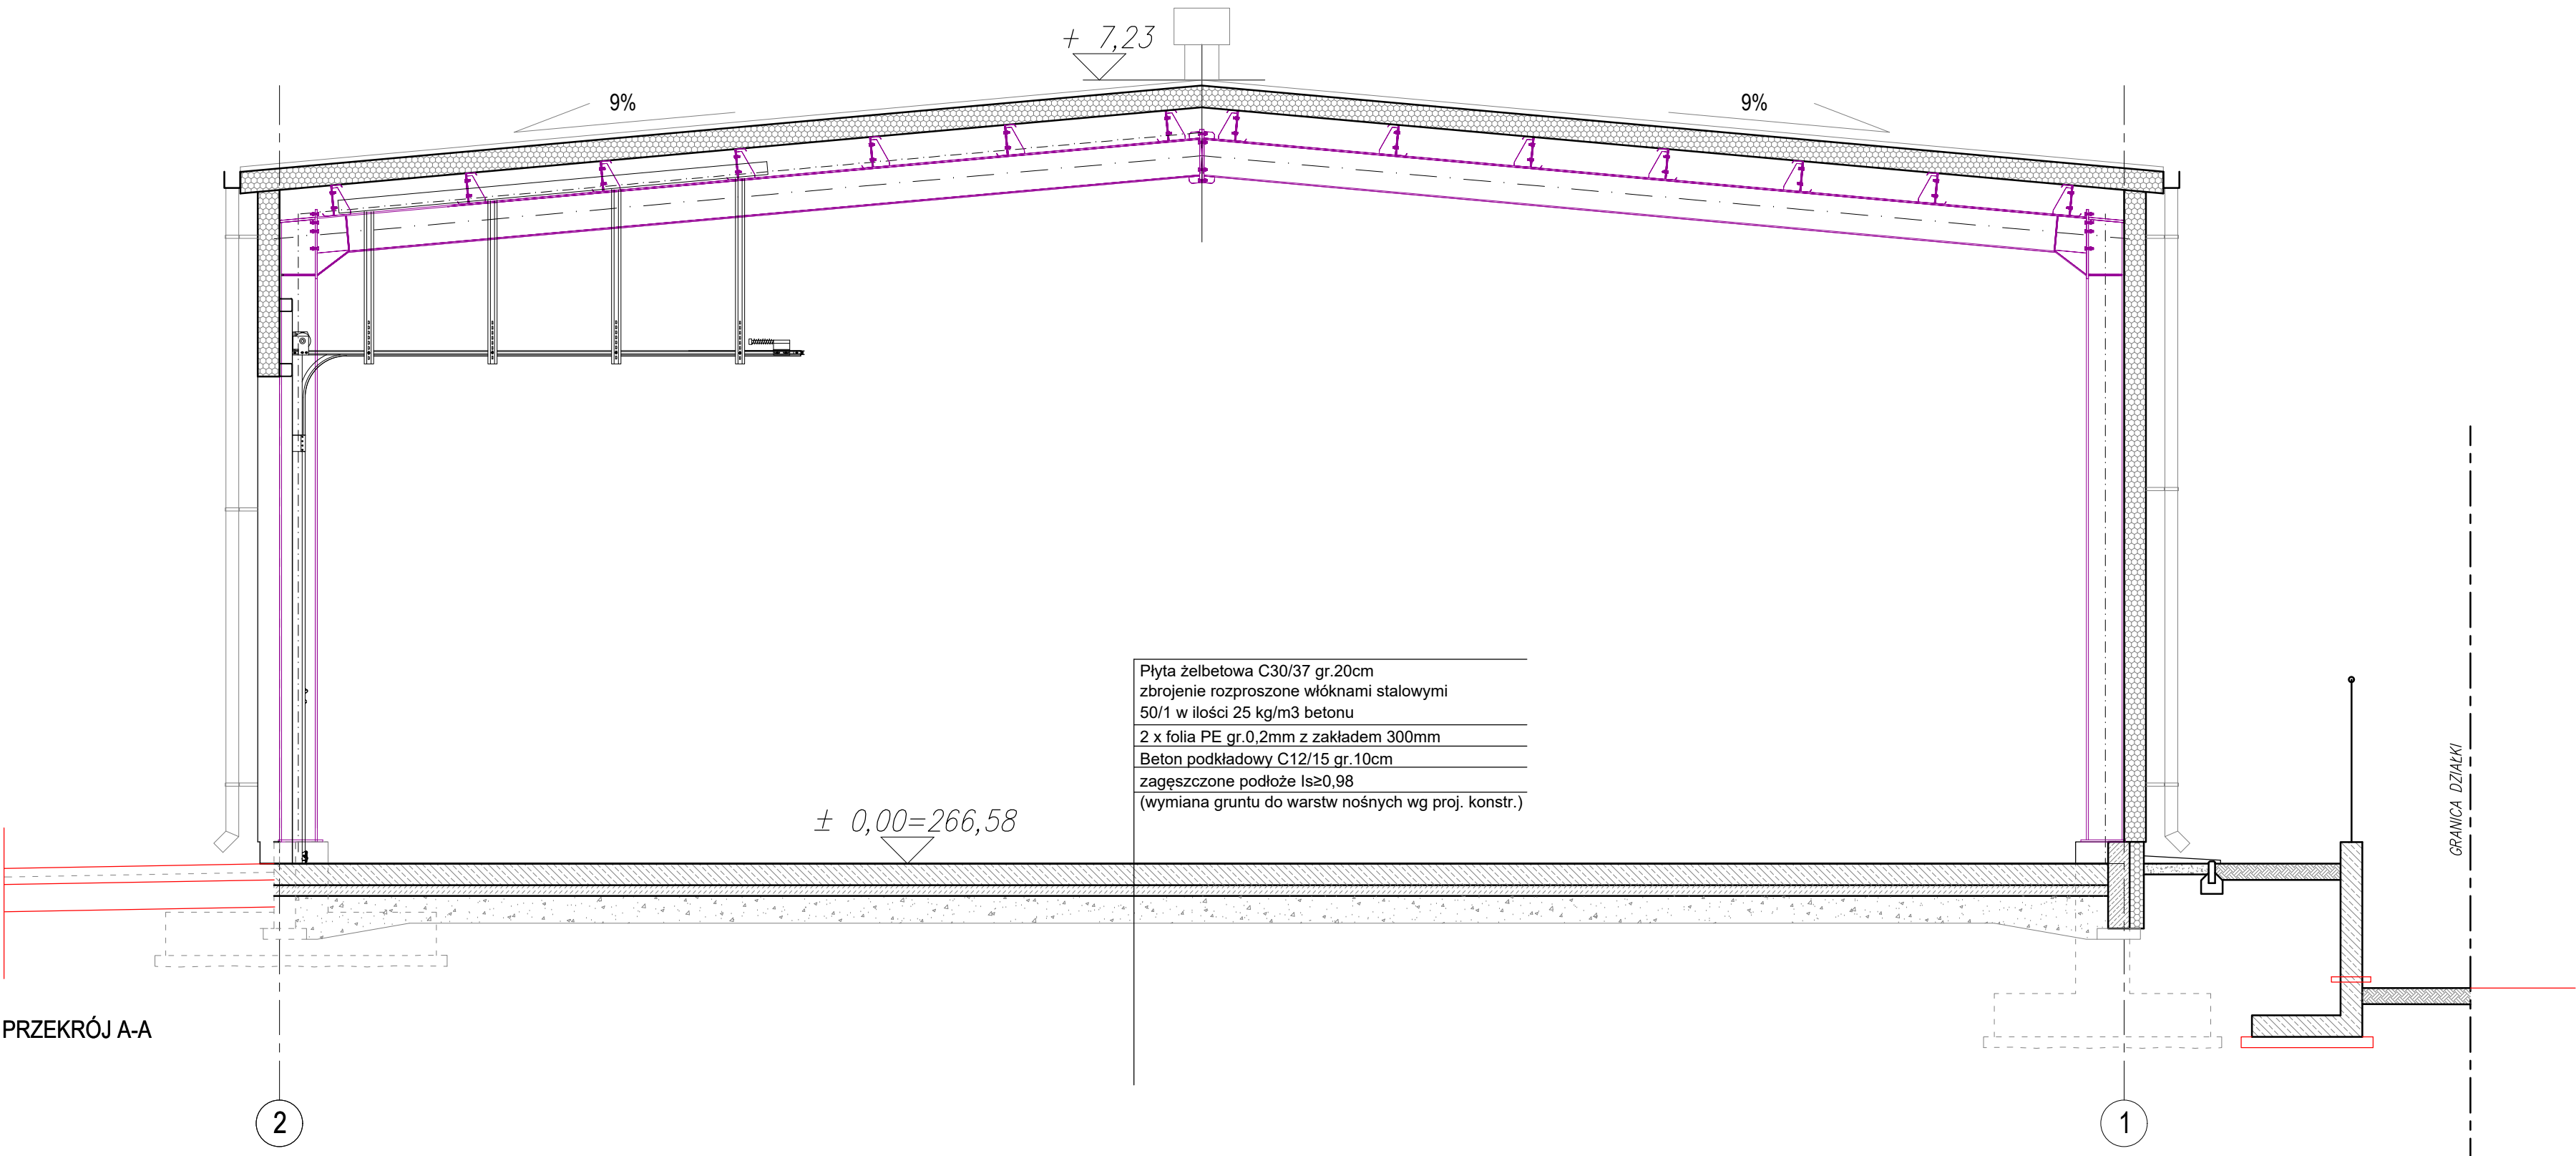 + 7,23
9%
9%
Płyta żelbetowa C30/37 gr.20cm
zbrojenie rozproszone włóknami stalowymi
50/1 w ilości 25 kg/m3 betonu
2 x folia PE gr.0,2mm z zakładem 300mm
Beton podkładowy C12/15 gr.10cm
zagęszczone podłoże Is≥0,98
(wymiana gruntu do warstw nośnych wg proj. konstr.)
± 0,00=266,58
GRANICA DZIAŁKI
PRZEKRÓJ A-A
2
1